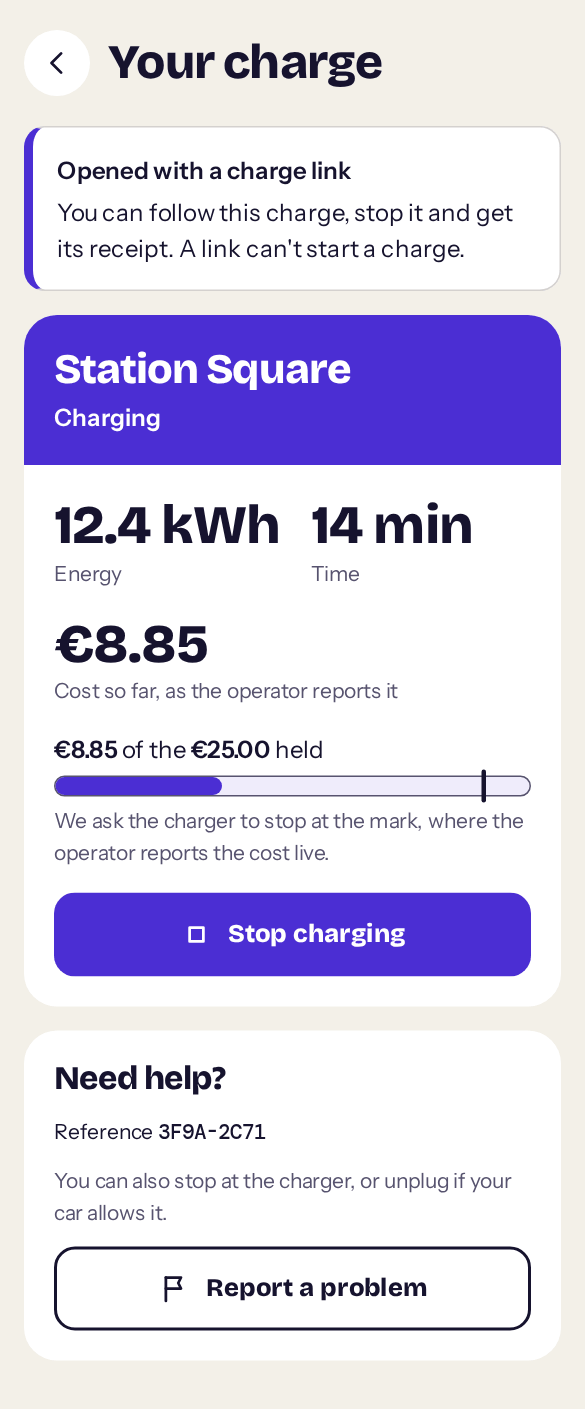 Your charge
Opened with a charge link
You can follow this charge, stop it and get
its receipt. A link can't start a charge.
Station Square
Charging
12.4 kWh 14 min
Energy Time
€8.85
Cost so far, as the operator reports it
€8.85 of the €25.00 held
We ask the charger to stop at the mark, where the
operator reports the cost live.
Stop charging
Need help?
Reference 3F9A-2C71
You can also stop at the charger, or unplug if your
car allows it.
Report a problem